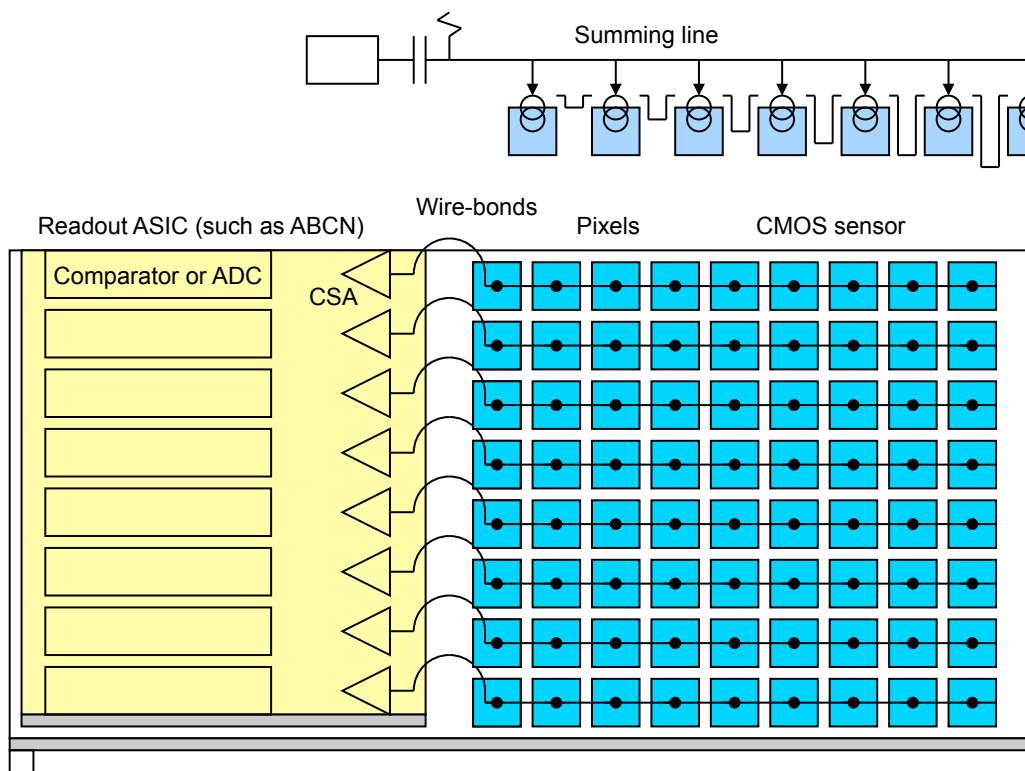 Summing line
Wire-bonds
Readout ASIC (such as ABCN)
Pixels
CMOS sensor
Comparator or ADC
CSA